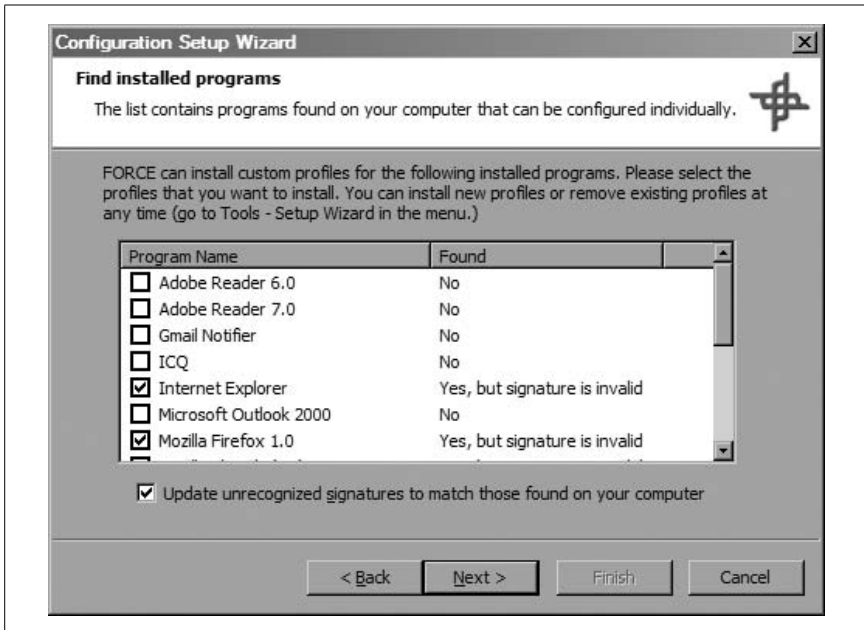 Configuration Setup Wizard
Find installed programs
The list contains programs found on your computer that can be configured individually.
FORCE can install custom profiles for the following installed programs. Please select the
profiles that you want to install. You can install new profiles or remove existing profiles at
any time (go to Tools - Setup Wizard in the menu.)
Program Name Found
Adobe Reader 6.0 No
Adobe Reader 7.0 No
Gmail Notifier No
ICQ No
Internet Explorer Yes, but signature is invalid
Microsoft Outlook 2000 No
Mozilla Firefox 1.0 Yes, but signature is invalid
Update unrecognized signatures to match those found on your computer
< Back Next > Finish Cancel